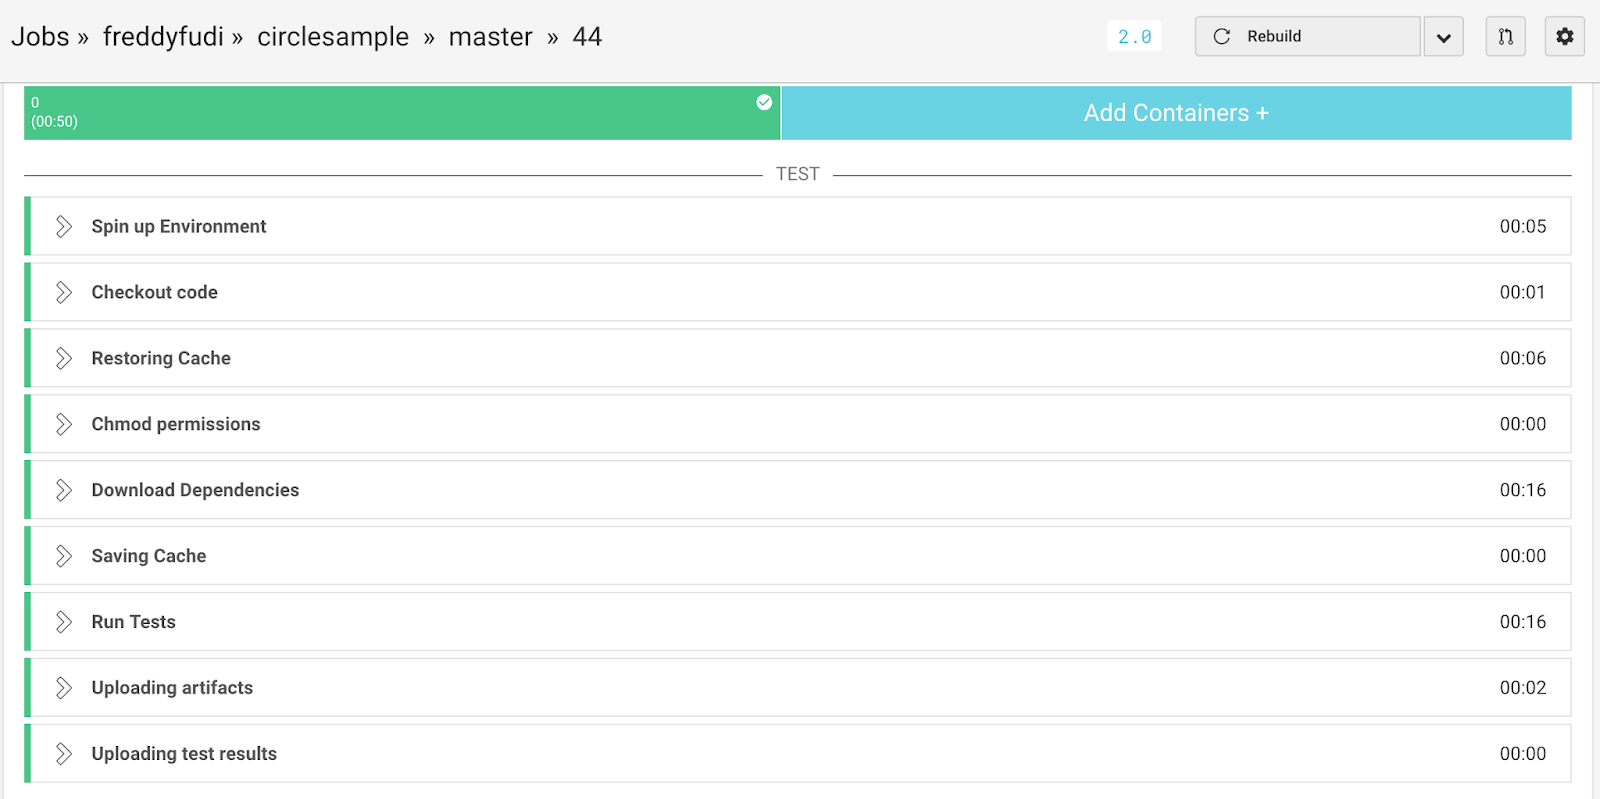 Jobs » freddyfudi » circlesample » master » 44
2.0
Rebuild
0
(00:50)
Add Containers +
TEST
Spin up Environment 00:05
Checkout code 00:01
Restoring Cache 00:06
Chmod permissions 00:00
Download Dependencies 00:16
Saving Cache 00:00
Run Tests 00:16
Uploading artifacts 00:02
Uploading test results 00:00